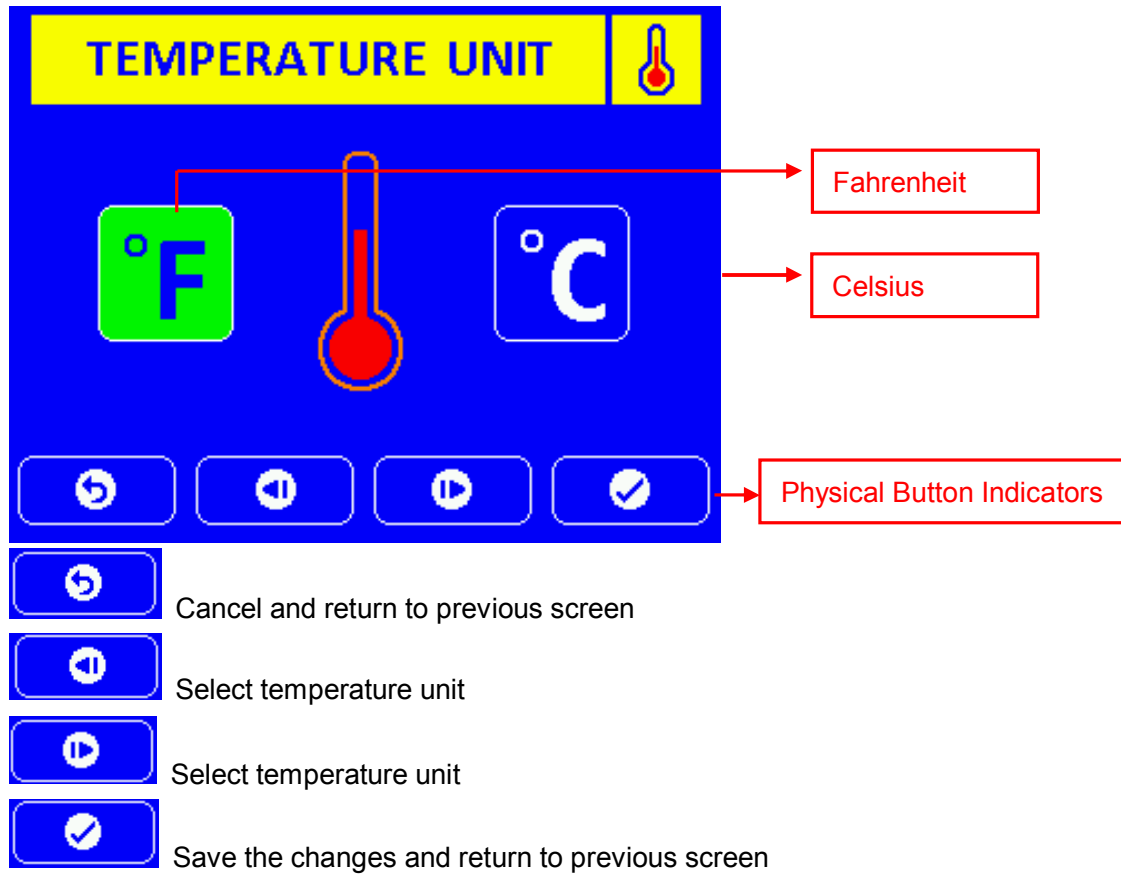 TEMPERATURE UNIT
Fahrenheit
°F
°C
Celsius
Physical Button Indicators
Cancel and return to previous screen
Select temperature unit
Select temperature unit
Save the changes and return to previous screen